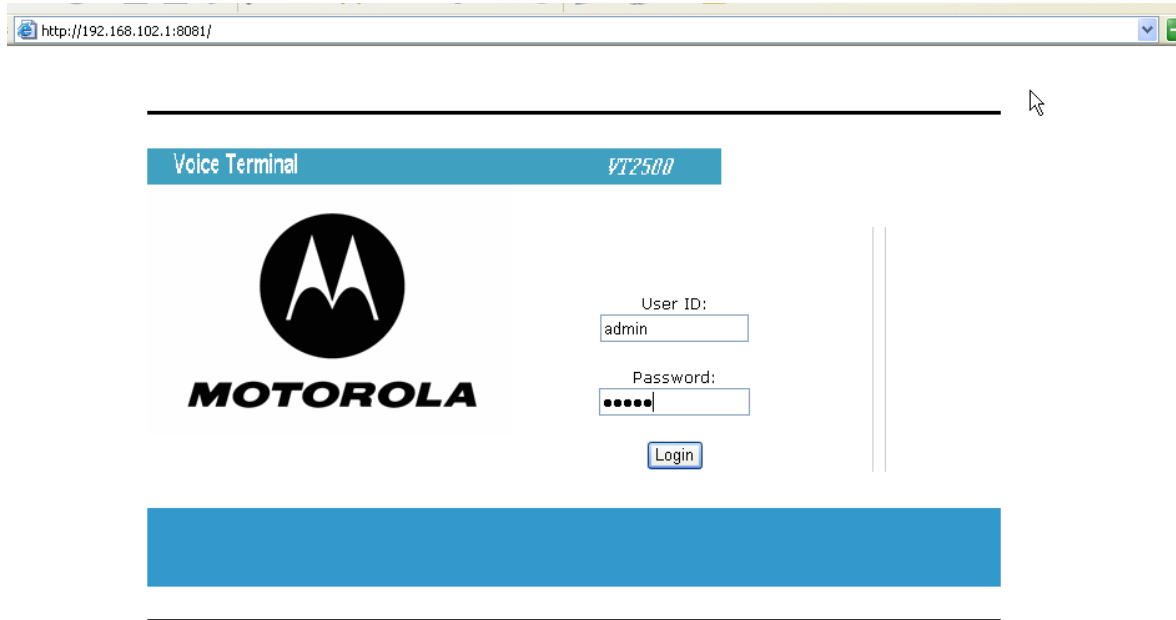 http://192.168.102.1:8081/
Voice Terminal VT2500
User ID:
admin
MOTOROLA
Password:
●●●●●
Login